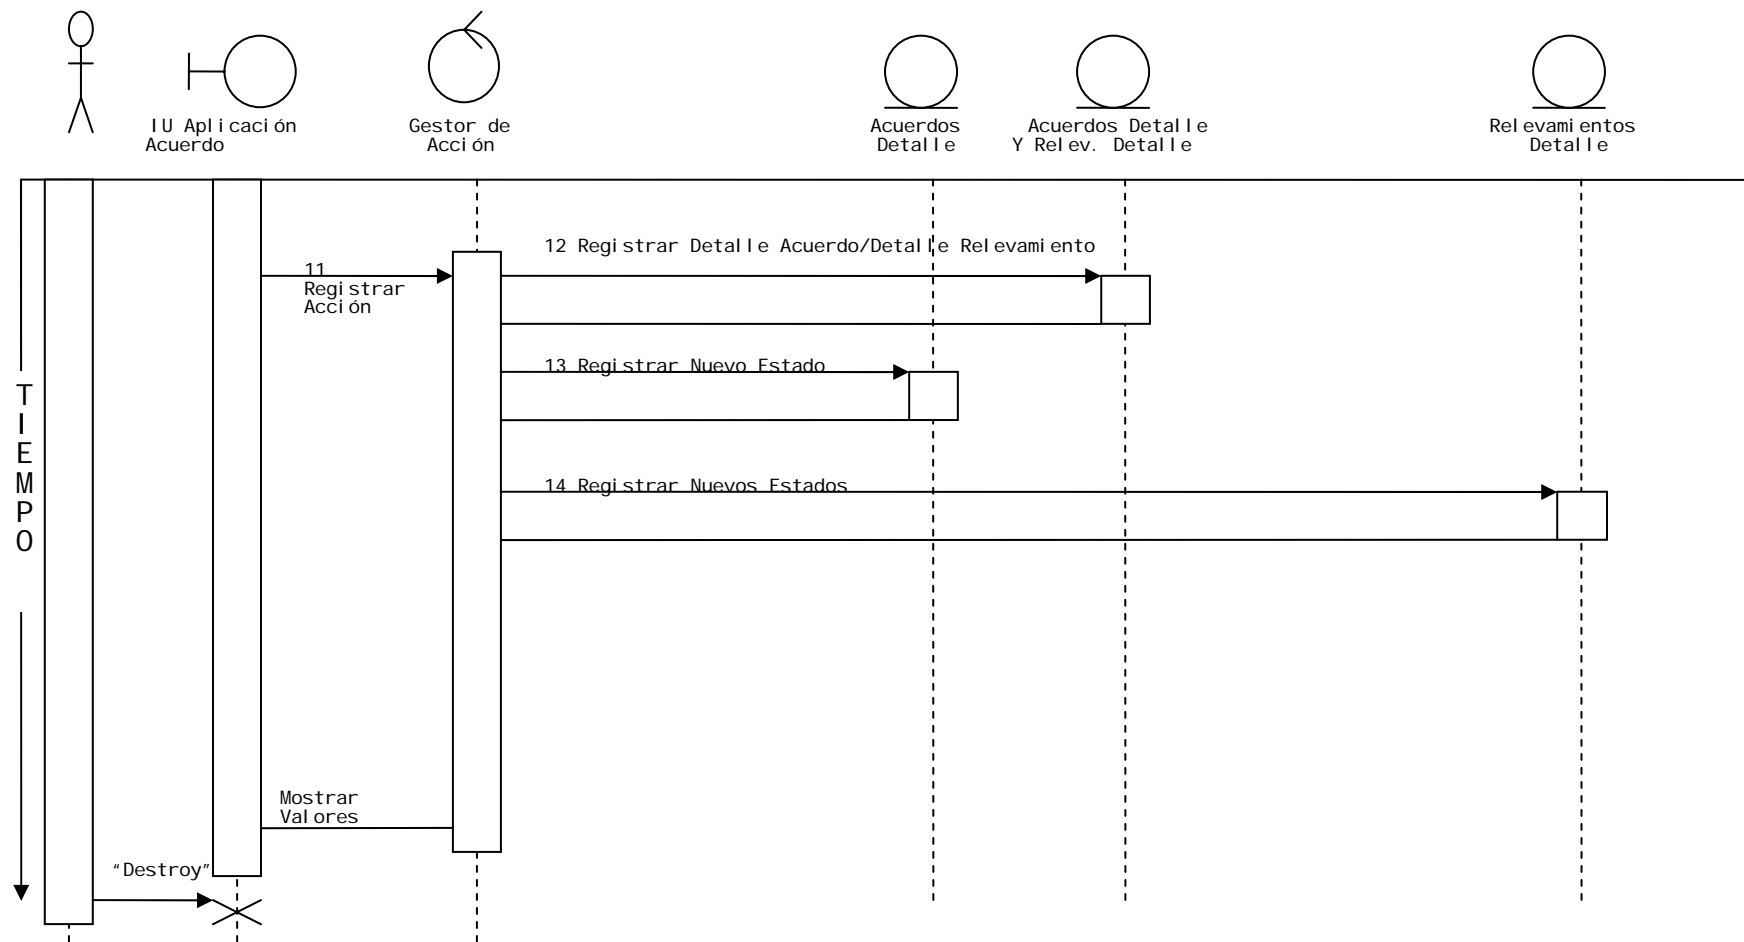 IU Aplicación
Acuerdo
Gestor de
Acción
Acuerdos
Detalle
Acuerdos Detalle
Y Relev. Detalle
Relevamientos
Detalle
12 Registrar Detalle Acuerdo/Detalle Relevamiento
11
Registrar
Acción
13 Registrar Nuevo Estado
TIEMPO
14 Registrar Nuevos Estados
Mostrar
Valores
“Destroy”